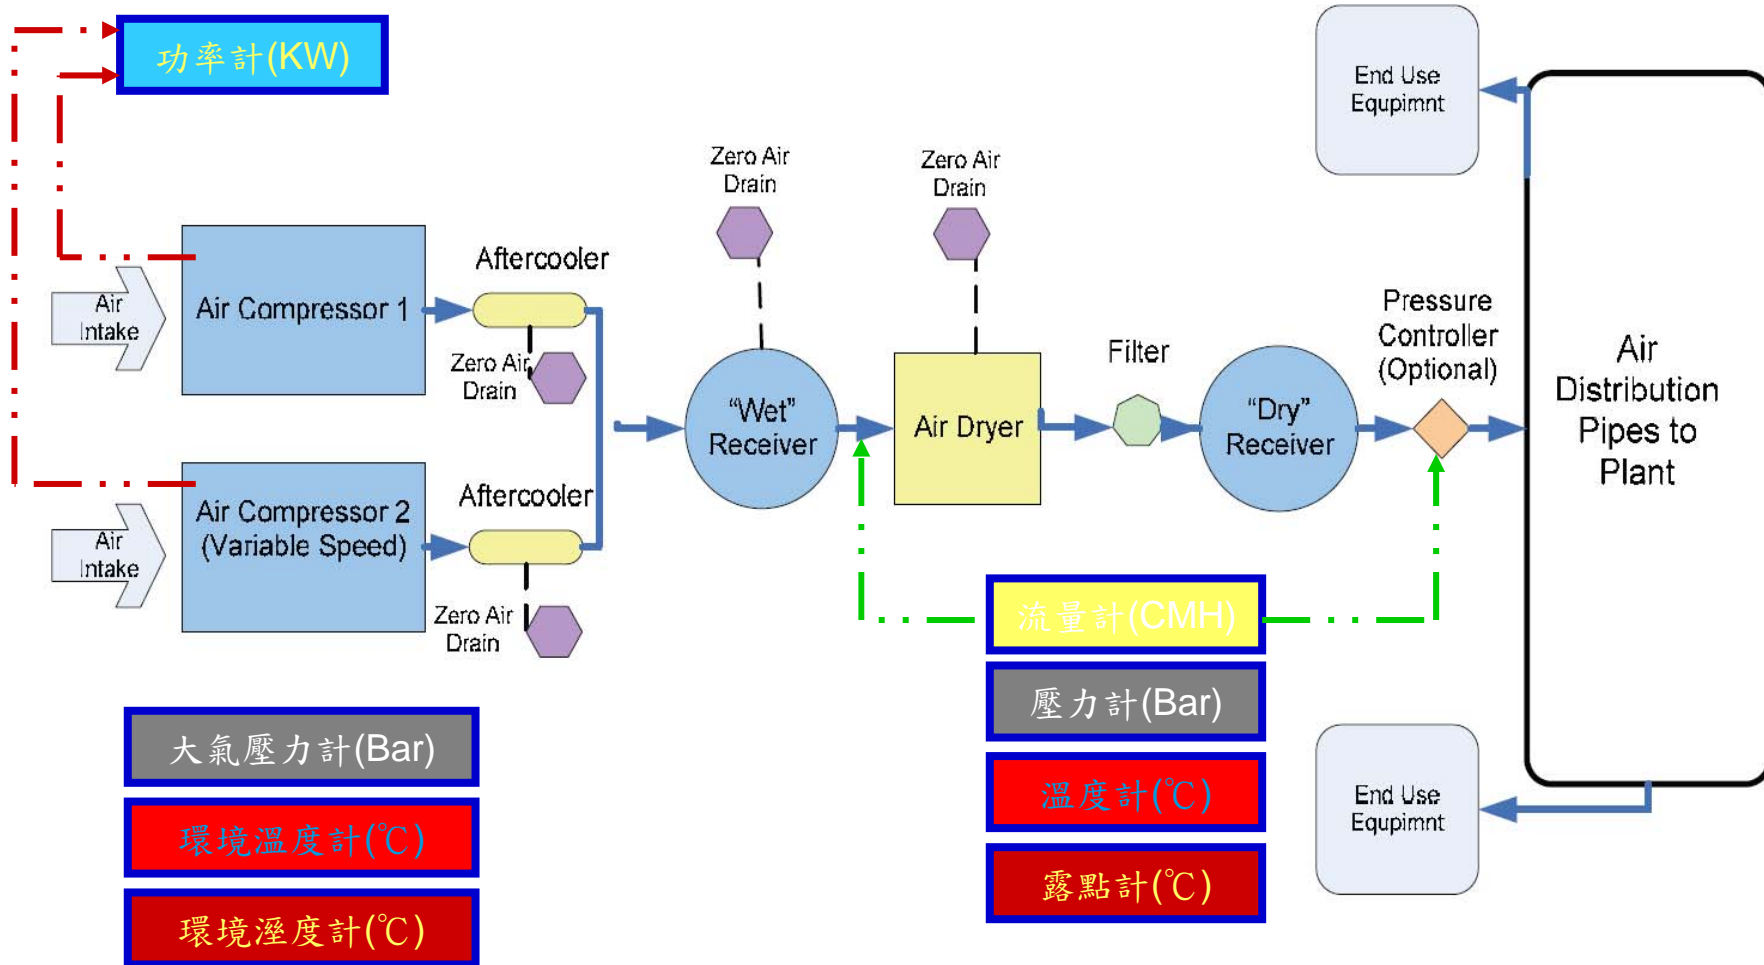 功率計(KW)
End Use
Equpimnt
Zero Air
Drain
Zero Air
Drain
Aftercooler
Air
Intake
Air Compressor 1
Zero Air
Drain
Filter
Pressure
Controller
(Optional)
Air
Distribution
Pipes to
Plant
"Wet"
Receiver
Air Dryer
"Dry"
Receiver
Aftercooler
Air
Intake
Air Compressor 2
(Variable Speed)
Zero Air
Drain
流量計(CMH)
壓力計(Bar)
溫度計(℃)
露點計(℃)
大氣壓力計(Bar)
環境溫度計(℃)
環境溼度計(℃)
End Use
Equpimnt